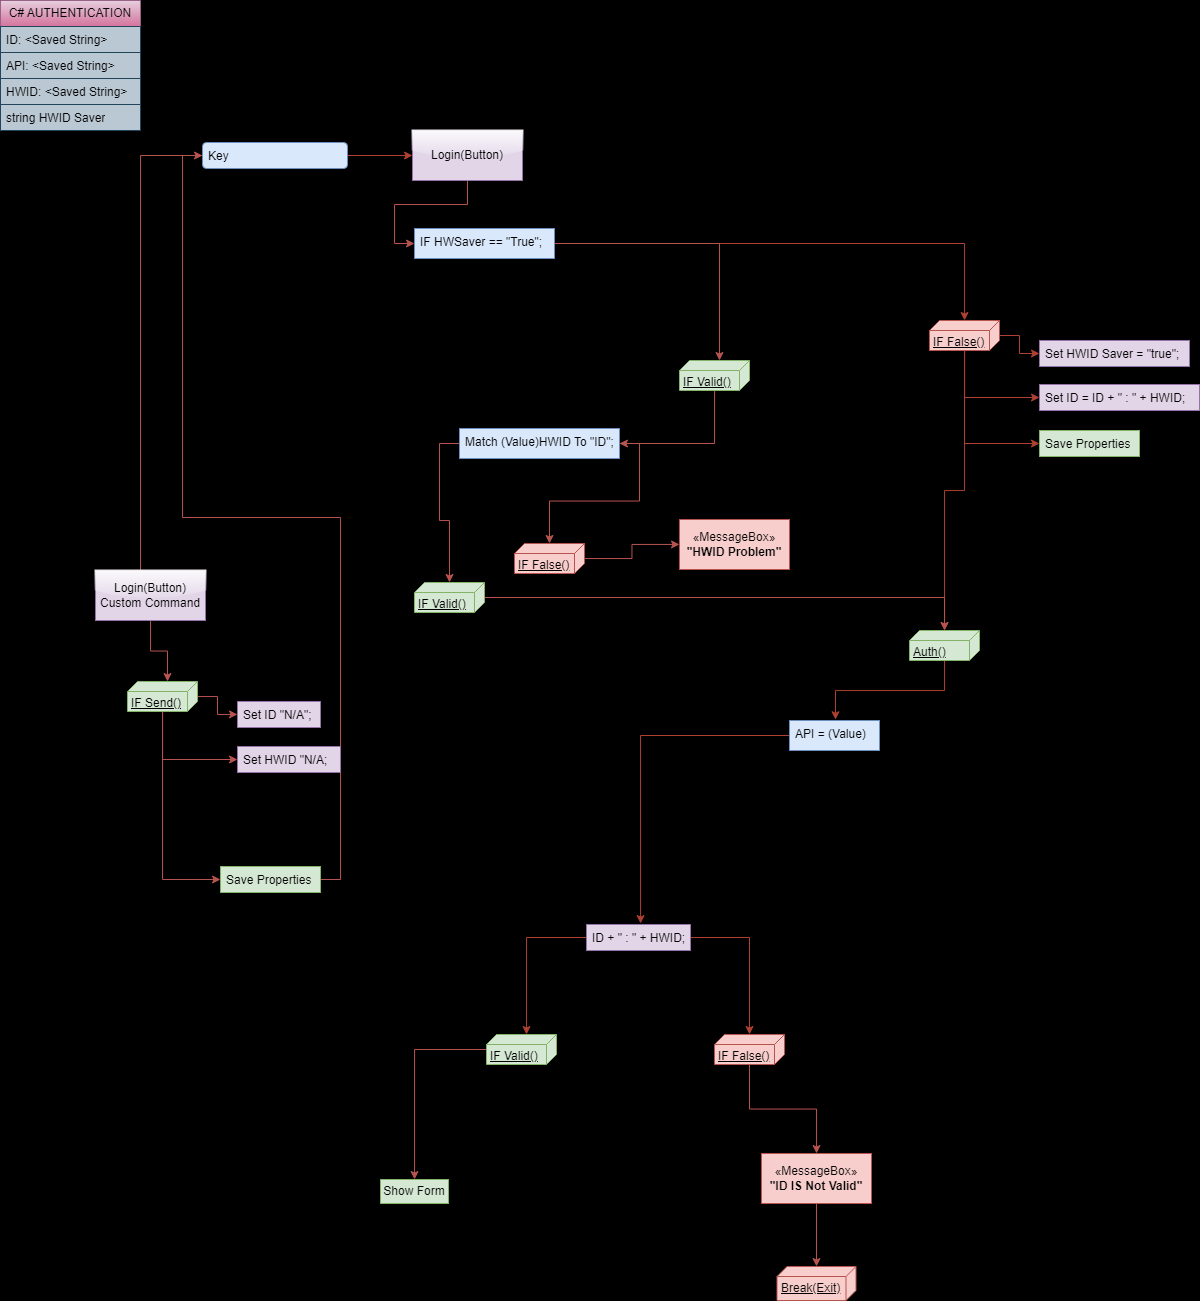 C# AUTHENTICATION
ID: <Saved String>
API: <Saved String>
HWID: <Saved String>
string HWID Saver
Key
Login(Button)
IF HWSaver == "True";
IF False()
Set HWID Saver = "true";
IF Valid()
Set ID = ID + " : " + HWID;
Match (Value)HWID To "ID";
Save Properties
«MessageBox»
"HWID Problem"
IF False()
Login(Button)
Custom Command
IF Valid()
Auth()
IF Send()
Set ID "N/A";
API = (Value)
Set HWID "N/A;
Save Properties
ID + " : " + HWID;
IF Valid()
IF False()
«MessageBox»
"ID IS Not Valid"
Show Form
Break(Exit)